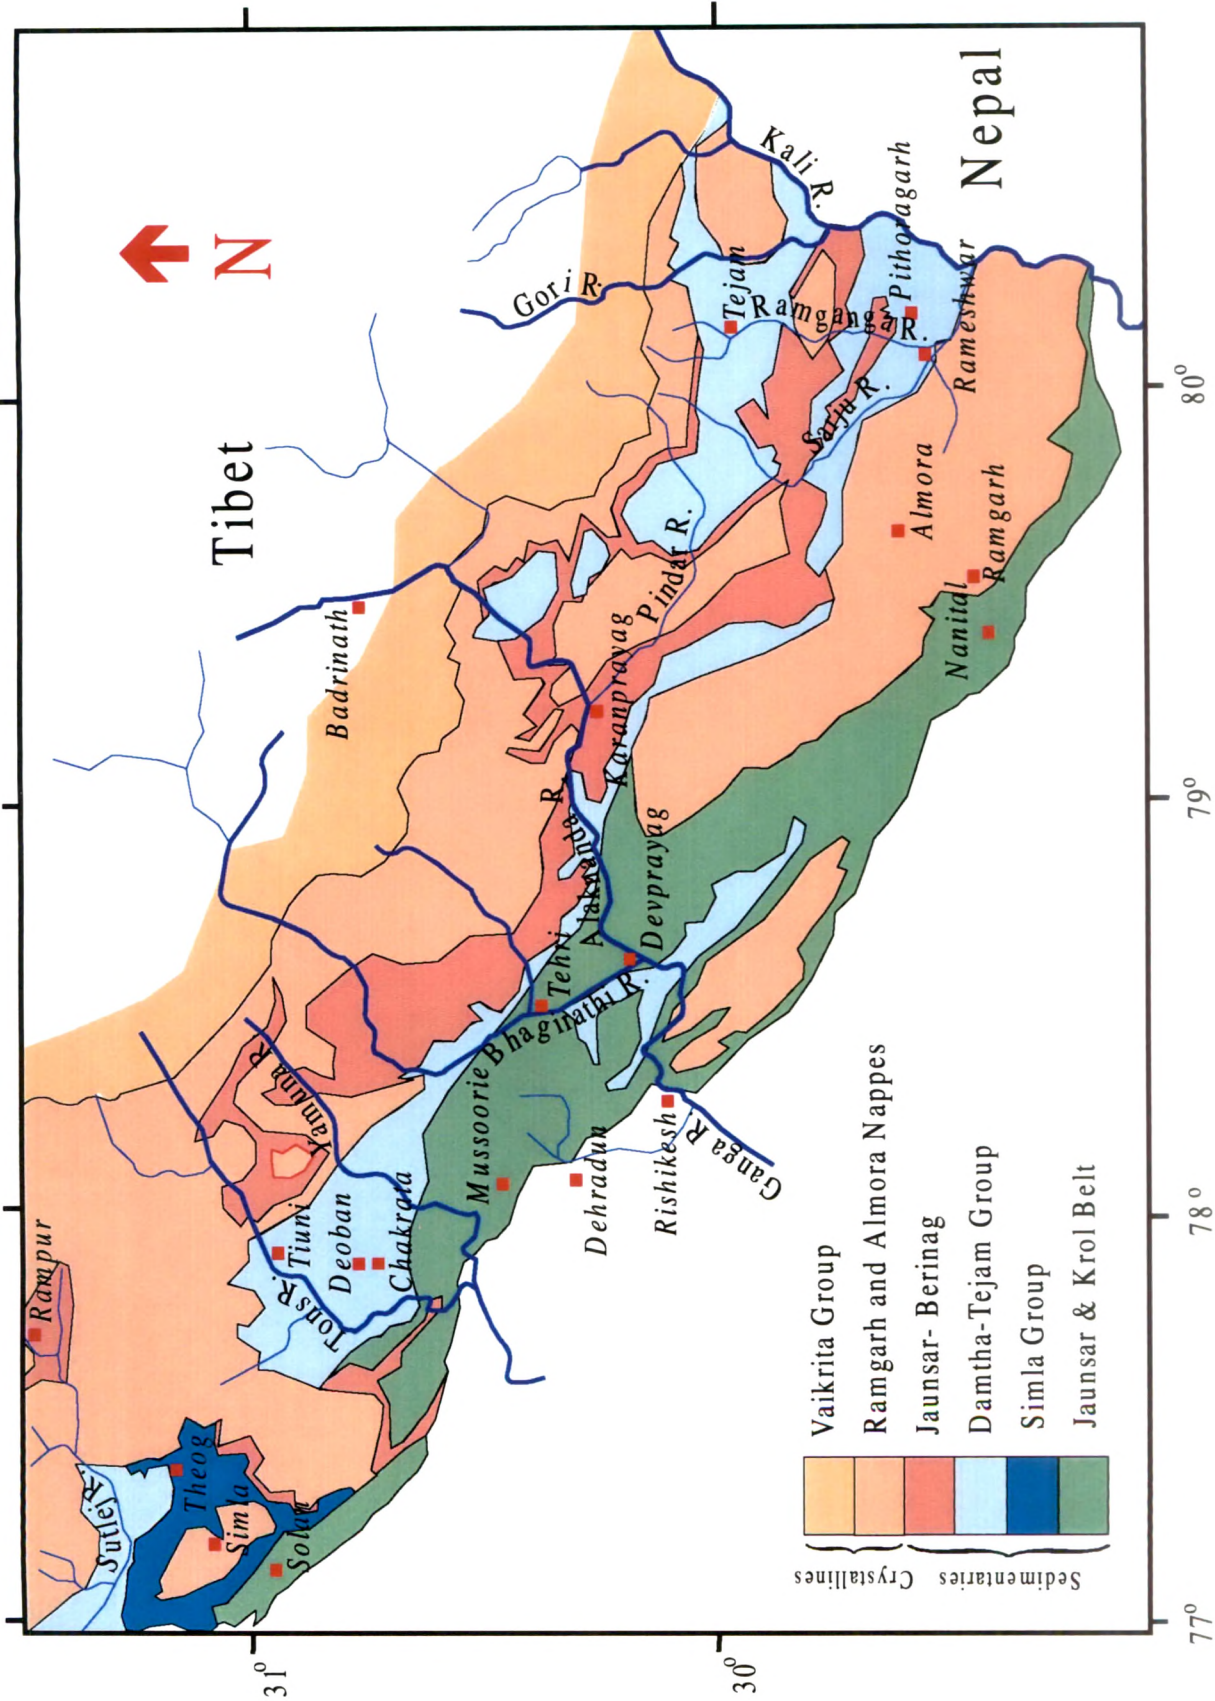 Tibet
N
Nepal
Gori R.
Kali R.
Tejam
Ramganga R.
Pithoragarh
Rameshwar
Sarju R.
Badrinath
Pindar R.
Almora
Ramgarh
Nanital
Karanprayag
Alaknanda R.
Devprayag
Tehri
Bhagirathi R.
Yamuna R.
Mussoorie
Dehradun
Rishikesh
Ganga R.
Rampur
Tiuni
Deoban
Chakrata
Tons R.
Sutlej R.
Theog
Simla
Solan
Vaikrita Group
Ramgarh and Almora Nappes
Jaunsar- Berinag
Damtha-Tejam Group
Simla Group
Jaunsar & Krol Belt
Crystallines
Sedimentaries
31°
30°
77°
78°
79°
80°